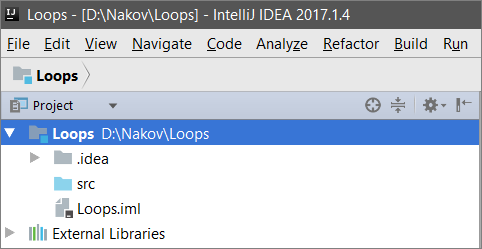 Loops - [D:\Nakov\Loops] - IntelliJ IDEA 2017.1.4
File Edit View Navigate Code Analyze Refactor Build Run
Loops
Project
Loops D:\Nakov\Loops
.idea
src
Loops.iml
External Libraries